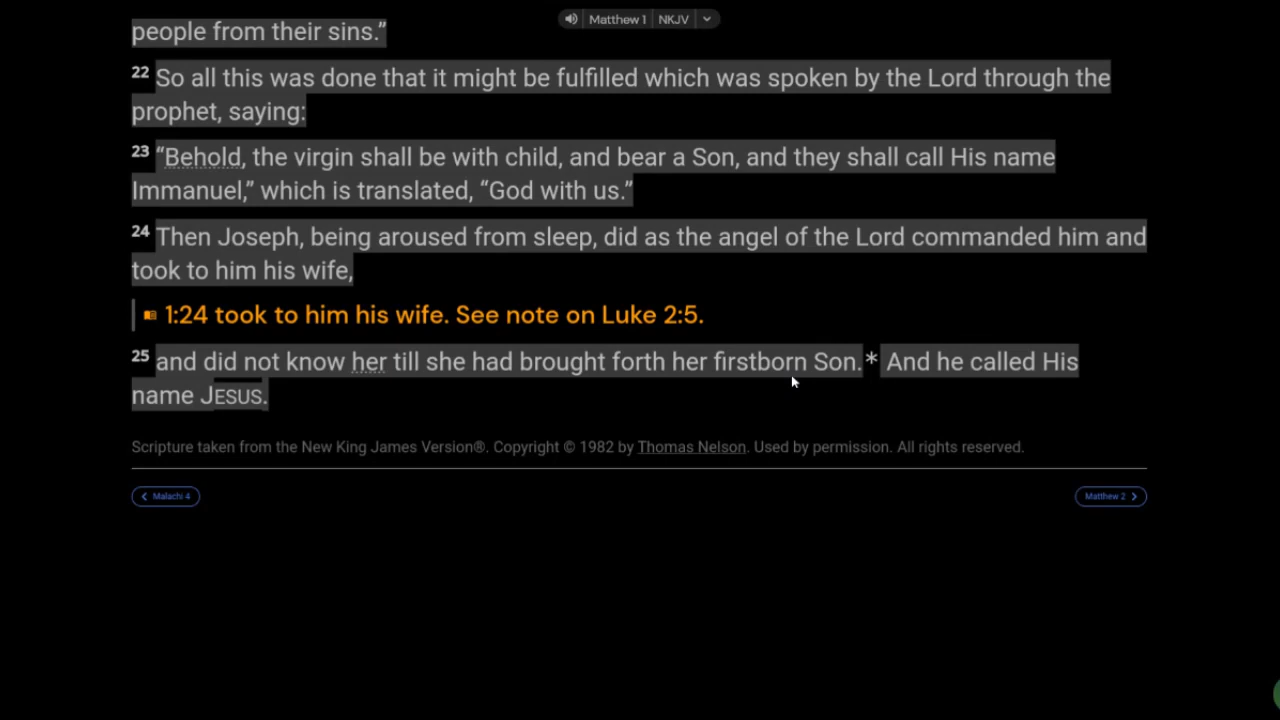 Matthew 1 NKJV
people from their sins.”
22 So all this was done that it might be fulfilled which was spoken by the Lord through the
prophet, saying:
23 “Behold, the virgin shall be with child, and bear a Son, and they shall call His name
Immanuel,” which is translated, “God with us.”
24 Then Joseph, being aroused from sleep, did as the angel of the Lord commanded him and
took to him his wife,
1:24 took to him his wife. See note on Luke 2:5.
25 and did not know her till she had brought forth her firstborn Son.* And he called His
name JESUS.
Scripture taken from the New King James Version®. Copyright © 1982 by Thomas Nelson. Used by permission. All rights reserved.
Malachi 4
Matthew 2